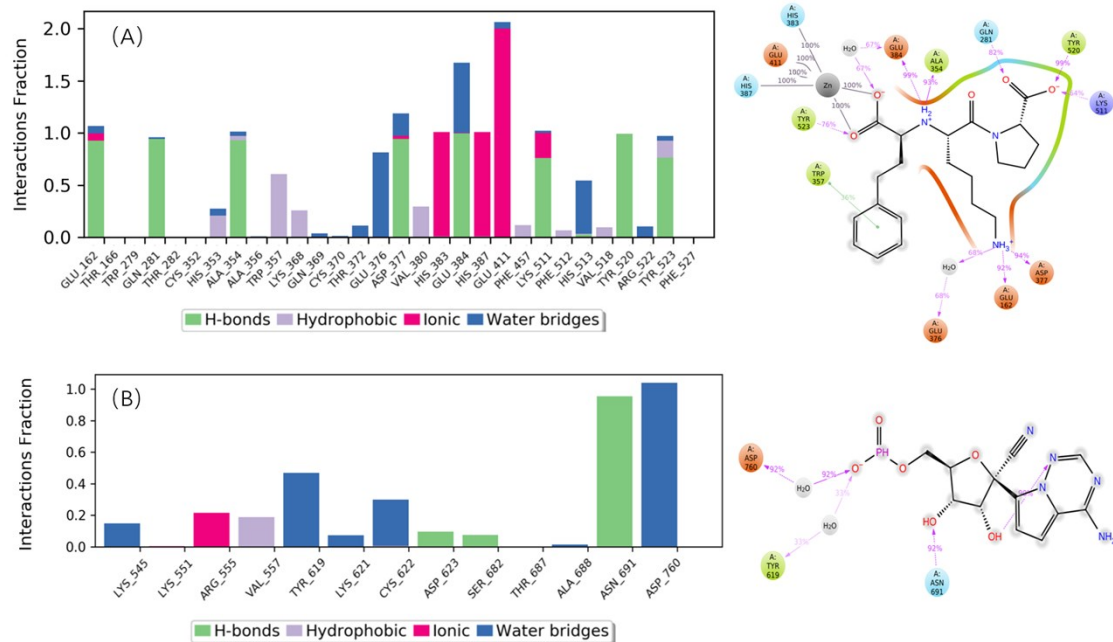 (A)
Interactions Fraction
2.0
1.5
1.0
0.5
0.0
GLU_162
THR_166
TRP_279
GLN_281
THR_282
CYS_352
HIS_353
ALA_354
ALA_356
TRP_357
LYS_368
GLN_369
CYS_370
THR_372
GLU_376
ASP_377
VAL_380
HIS_383
GLU_384
HIS_387
GLU_411
PHE_457
LYS_511
PHE_512
HIS_513
VAL_518
TYR_520
ARG_522
TYR_523
PHE_527
H-bonds Hydrophobic Ionic Water bridges
A:
HIS
383
A:
GLU
411
A:
HIS
387
A:
TYR
523
A:
TRP
357
Zn
100%
100%
100%
100%
100%
100%
H₂O
67%
67%
A:
GLU
384
A:
ALA
354
99%
93%
A:
GLN
281
82%
A:
TYR
520
99%
A:
LYS
511
76%
O⁻
O
H₂
N⁺
O
N
O
O⁻
NH₃⁺
68%
92%
94%
H₂O
68%
A:
GLU
376
A:
GLU
162
A:
ASP
377
(B)
Interactions Fraction
1.0
0.8
0.6
0.4
0.2
0.0
LYS_545
LYS_551
ARG_555
VAL_557
TYR_619
LYS_621
CYS_622
ASP_623
SER_682
THR_687
ALA_688
ASN_691
ASP_760
H-bonds Hydrophobic Ionic Water bridges
A:
ASP
760
92%
H₂O
92%
33%
H₂O
33%
A:
TYR
619
O
PH
O⁻
O
O
N
N
N
N
NH₂
HO
OH
92%
A:
ASN
691